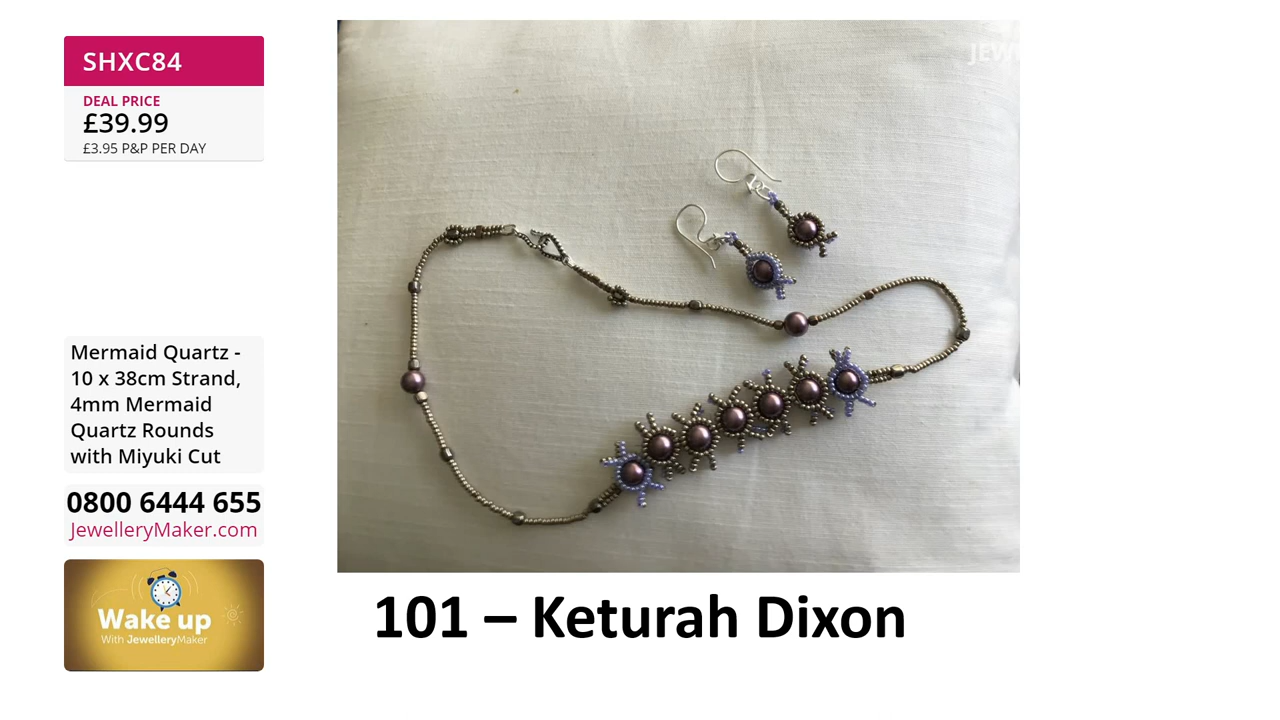 SHXC84
DEAL PRICE
£39.99
£3.95 P&P PER DAY
Mermaid Quartz -
10 x 38cm Strand,
4mm Mermaid
Quartz Rounds
with Miyuki Cut
0800 6444 655
JewelleryMaker.com
Wake up
With JewelleryMaker
JEW
101 – Keturah Dixon